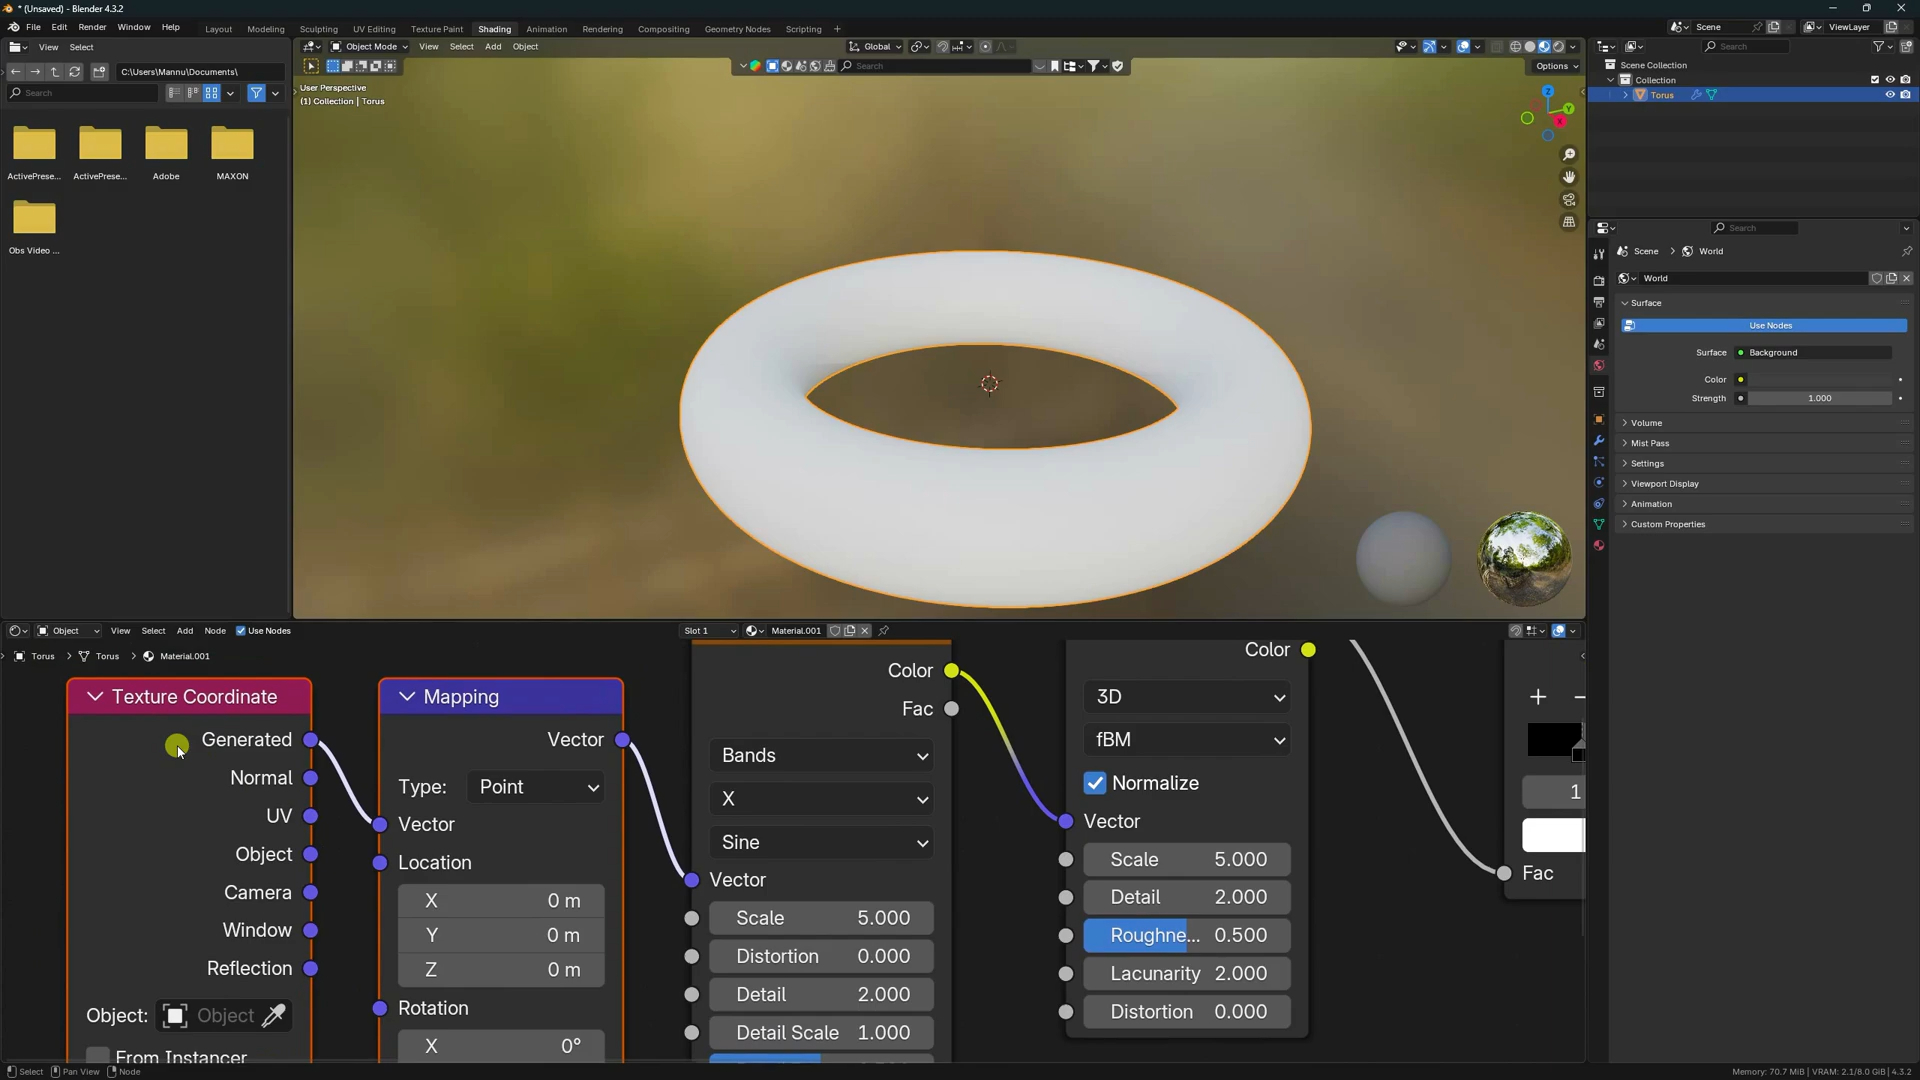 * (Unsaved) - Blender 4.3.2
File Edit Render Window Help
Layout Modeling Sculpting UV Editing Texture Paint Shading Animation Rendering Compositing Geometry Nodes Scripting +
Scene
ViewLayer
View Select
Object Mode View Select Add Object
Global
Search
C:\Users\Mannu\Documents\
Search
Search
Options
User Perspective
(1) Collection | Torus
Z
Y
X
ActivePrese...
ActivePrese...
Adobe
MAXON
Obs Video ...
Scene Collection
Collection
Torus
Search
Scene > World
World
Surface
Use Nodes
Surface Background
Color
Strength 1.000
Volume
Mist Pass
Settings
Viewport Display
Animation
Custom Properties
Object View Select Add Node Use Nodes
Slot 1
Material.001
Torus > Torus > Material.001
Texture Coordinate
Generated
Normal
UV
Object
Camera
Window
Reflection
Object: Object
From Instancer
Mapping
Vector
Type: Point
Vector
Location
X 0 m
Y 0 m
Z 0 m
Rotation
X 0°
Color
Fac
Bands
X
Sine
Vector
Scale 5.000
Distortion 0.000
Detail 2.000
Detail Scale 1.000
Color
3D
fBM
Normalize
Vector
Scale 5.000
Detail 2.000
Roughne... 0.500
Lacunarity 2.000
Distortion 0.000
+ −
1
Fac
Select Pan View Node
Memory: 70.7 MiB | VRAM: 2.1/8.0 GiB | 4.3.2